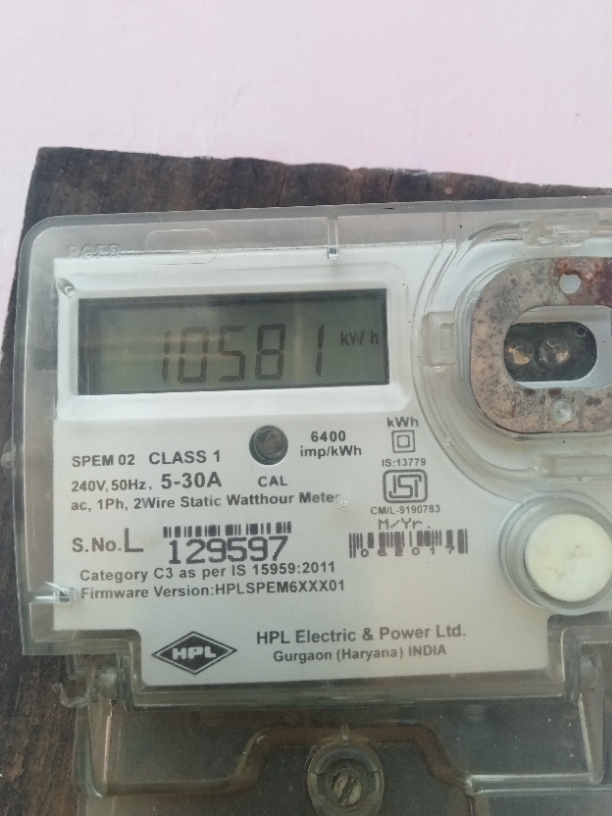 10581 kWh
6400
imp/kWh
kWh
SPEM 02 CLASS 1
240V, 50Hz, 5-30A
CAL
IS:13779
ac, 1Ph, 2Wire Static Watthour Meter
ISI
CM/L-9190783
M/Yr.
S.No.L 129597
062017
Category C3 as per IS 15959:2011
Firmware Version:HPLSPEM6XXX01
HPL
HPL Electric & Power Ltd.
Gurgaon (Haryana) INDIA